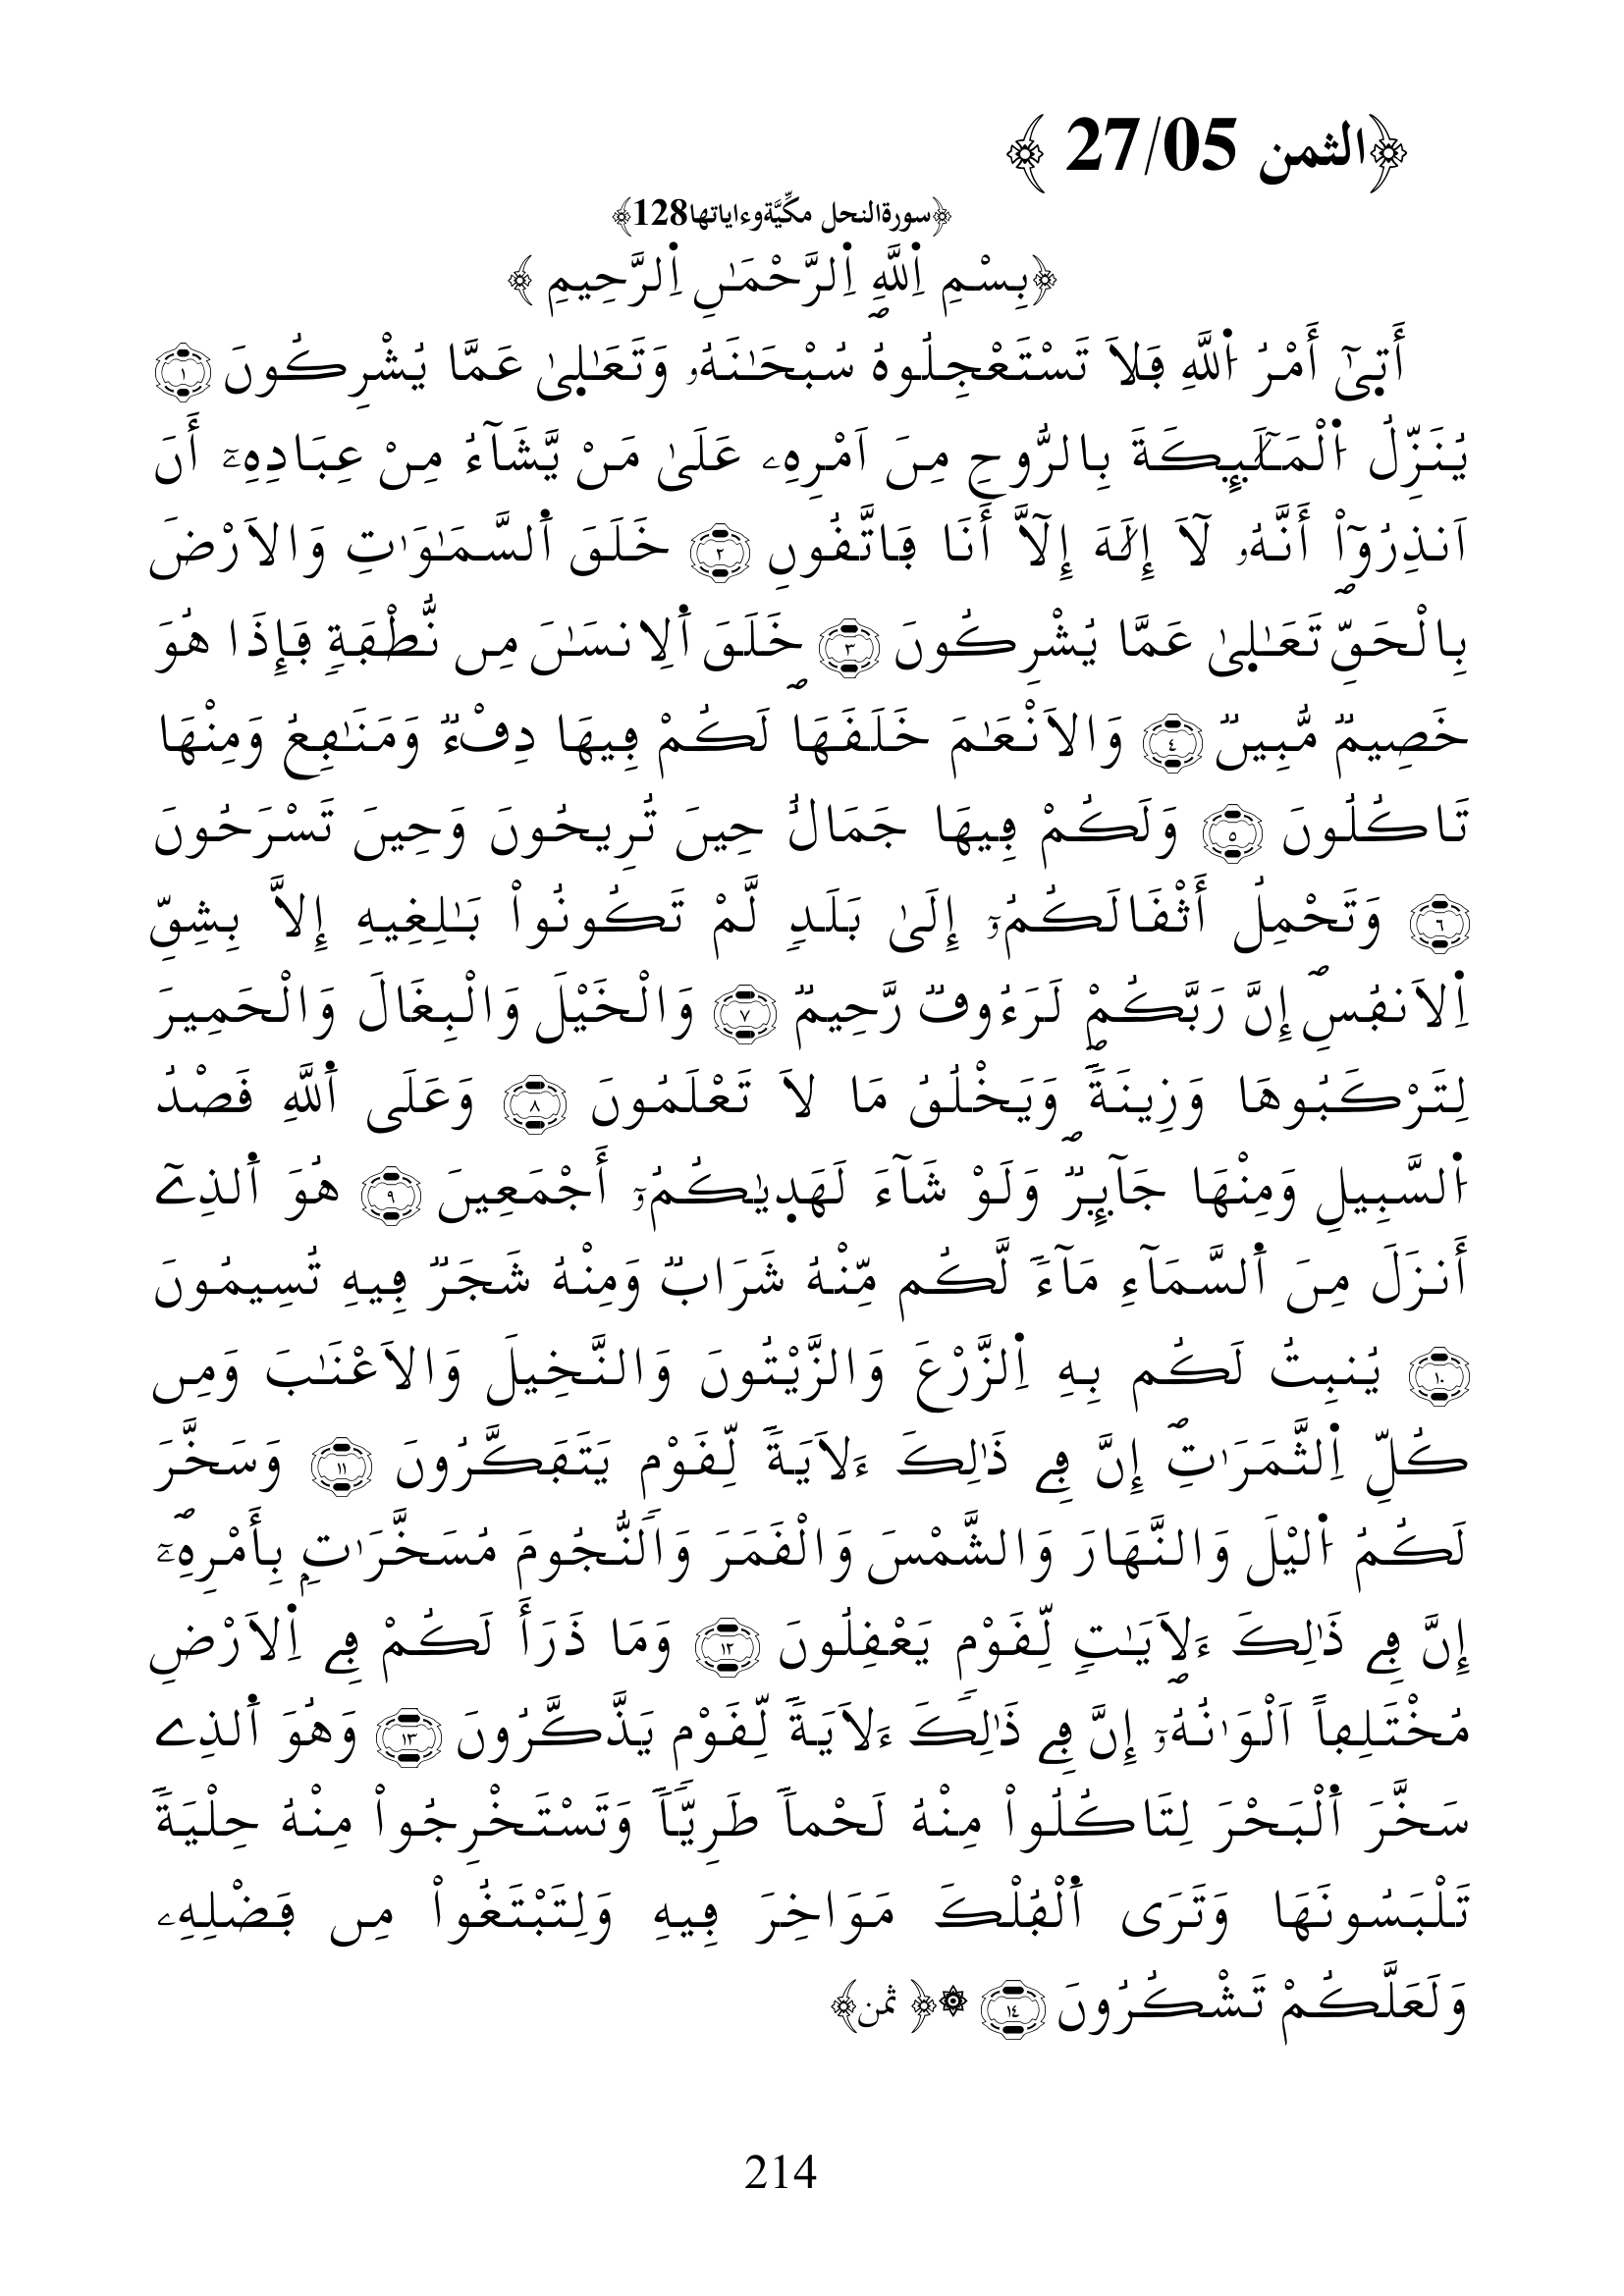 ﴿الثمن 27/05 ﴾
﴿سورةالنحل مكِّيَّةوءاياتها128﴾
﴿بِسْمِ اِ۬للَّهِ اِ۬لرَّحْمَٰنِ اِ۬لرَّحِيمِ ﴾
أَتٜىٰٓ أَمْرُ اُ۬للَّهِ فَلَا تَسْتَعْجِلُوهُ سُبْحَٰنَهُۥ وَتَعَٰلٜىٰ عَمَّا يُشْرِكُونَ ١
يُنَزِّلُ اُ۬لْمَلَٰٓئِكَةَ بِالرُّوحِ مِنَ اَمْرِهِۦ عَلَىٰ مَنْ يَّشَآءُ مِنْ عِبَادِهِۦٓ أَنَ
اَنذِرُوٓاْ أَنَّهُۥ لَآ إِلَٰهَ إِلَّآ أَنَا فَاتَّقُونِ ٢ خَلَقَ اَ۬لسَّمَٰوَٰتِ وَالَارْضَ
بِالْحَقِّ تَعَٰلٜىٰ عَمَّا يُشْرِكُونَ ٣ خَلَقَ اَ۬لِانسَٰنَ مِن نُّطْفَةٖ فَإِذَا هُوَ
خَصِيمٞ مُّبِينٞ ٤ وَالَانْعَٰمَ خَلَقَهَا لَكُمْ فِيهَا دِفْءٞ وَمَنَٰفِعُ وَمِنْهَا
تَاكُلُونَ ٥ وَلَكُمْ فِيهَا جَمَالٌ حِينَ تُرِيحُونَ وَحِينَ تَسْرَحُونَ
٦ وَتَحْمِلُ أَثْقَالَكُمُۥٓ إِلَىٰ بَلَدٖ لَّمْ تَكُونُواْ بَٰلِغِيهِ إِلَّا بِشِقِّ
اِ۬لَانفُسِ إِنَّ رَبَّكُمْ لَرَءُوفٞ رَّحِيمٞ ٧ وَالْخَيْلَ وَالْبِغَالَ وَالْحَمِيرَ
لِتَرْكَبُوهَا وَزِينَةٗ وَيَخْلُقُ مَا لَا تَعْلَمُونَ ٨ وَعَلَى اَ۬للَّهِ قَصْدُ
اُ۬لسَّبِيلِ وَمِنْهَا جَآئِرٞ وَلَوْ شَآءَ لَهَدٜىٰكُمُۥٓ أَجْمَعِينَ ٩ هُوَ اَ۬لذِےٓ
أَنزَلَ مِنَ اَ۬لسَّمَآءِ مَآءٗ لَّكُم مِّنْهُ شَرَابٞ وَمِنْهُ شَجَرٞ فِيهِ تُسِيمُونَ
١٠ يُنۢبِتُ لَكُم بِهِ اِ۬لزَّرْعَ وَالزَّيْتُونَ وَالنَّخِيلَ وَالَاعْنَٰبَ وَمِن
كُلِّ اِ۬لثَّمَرَٰتِ إِنَّ فِے ذَٰلِكَ ءَلَايَةٗ لِّقَوْمٖ يَتَفَكَّرُونَ ١١ وَسَخَّرَ
لَكُمُ اُ۬ليْلَ وَالنَّهَارَ وَالشَّمْسَ وَالْقَمَرَ وَالنُّجُومَ مُسَخَّرَٰتِۢ بِأَمْرِهِۦٓ
إِنَّ فِے ذَٰلِكَ ءَلَايَٰتٖ لِّقَوْمٖ يَعْقِلُونَ ١٢ وَمَا ذَرَأَ لَكُمْ فِے اِ۬لَارْضِ
مُخْتَلِفاً اَلْوَٰنُهُۥٓ إِنَّ فِے ذَٰلِكَ ءَلَايَةٗ لِّقَوْمٖ يَذَّكَّرُونَ ١٣ وَهُوَ اَ۬لذِے
سَخَّرَ اَ۬لْبَحْرَ لِتَاكُلُواْ مِنْهُ لَحْماٗ طَرِيّاٗ وَتَسْتَخْرِجُواْ مِنْهُ حِلْيَةٗ
تَلْبَسُونَهَا وَتَرَى اَ۬لْفُلْكَ مَوَاخِرَ فِيهِ وَلِتَبْتَغُواْ مِن فَضْلِهِۦ
وَلَعَلَّكُمْ تَشْكُرُونَ ١٤ ۞﴿ ثمن﴾
214